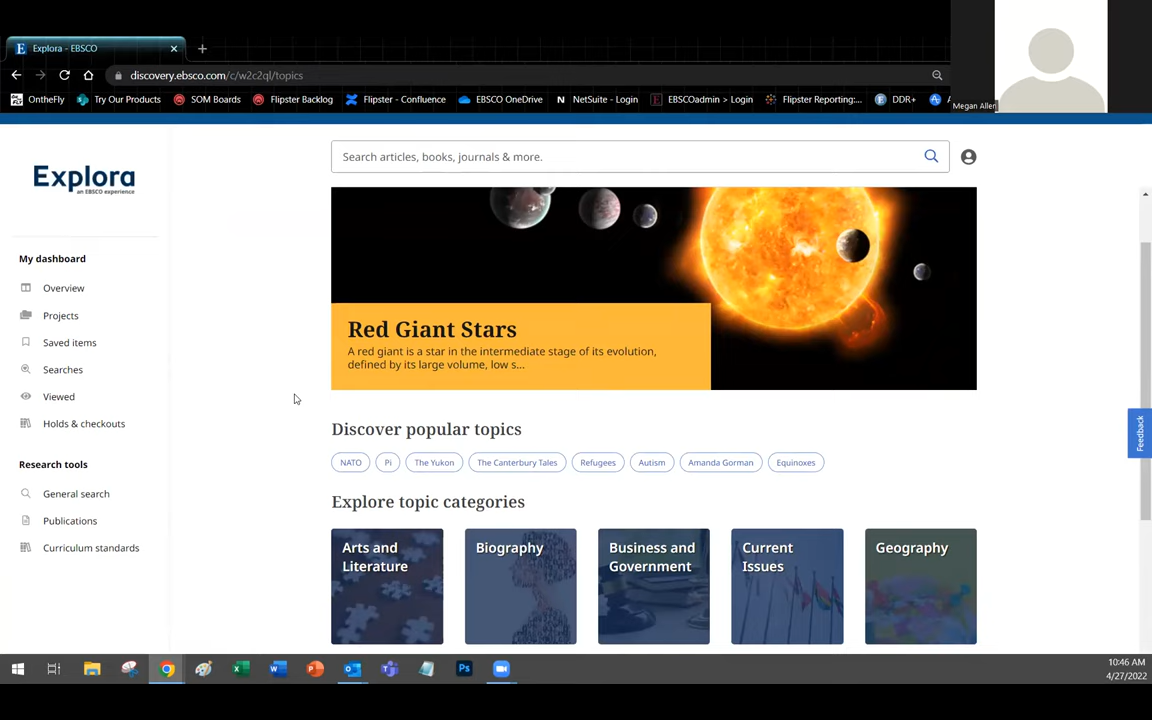 Explora - EBSCO
discovery.ebsco.com/c/w2c2ql/topics
OntheFly
Try Our Products
SOM Boards
Flipster Backlog
Flipster - Confluence
EBSCO OneDrive
NetSuite - Login
EBSCOadmin > Login
Flipster Reporting:...
DDR+
Megan Allen
Explora
an EBSCO experience
Search articles, books, journals & more.
My dashboard
Overview
Projects
Saved items
Searches
Viewed
Holds & checkouts
Research tools
General search
Publications
Curriculum standards
Red Giant Stars
A red giant is a star in the intermediate stage of its evolution,
defined by its large volume, low s...
Discover popular topics
NATO
Pi
The Yukon
The Canterbury Tales
Refugees
Autism
Amanda Gorman
Equinoxes
Explore topic categories
Arts and
Literature
Biography
Business and
Government
Current
Issues
Geography
Feedback
10:46 AM
4/27/2022